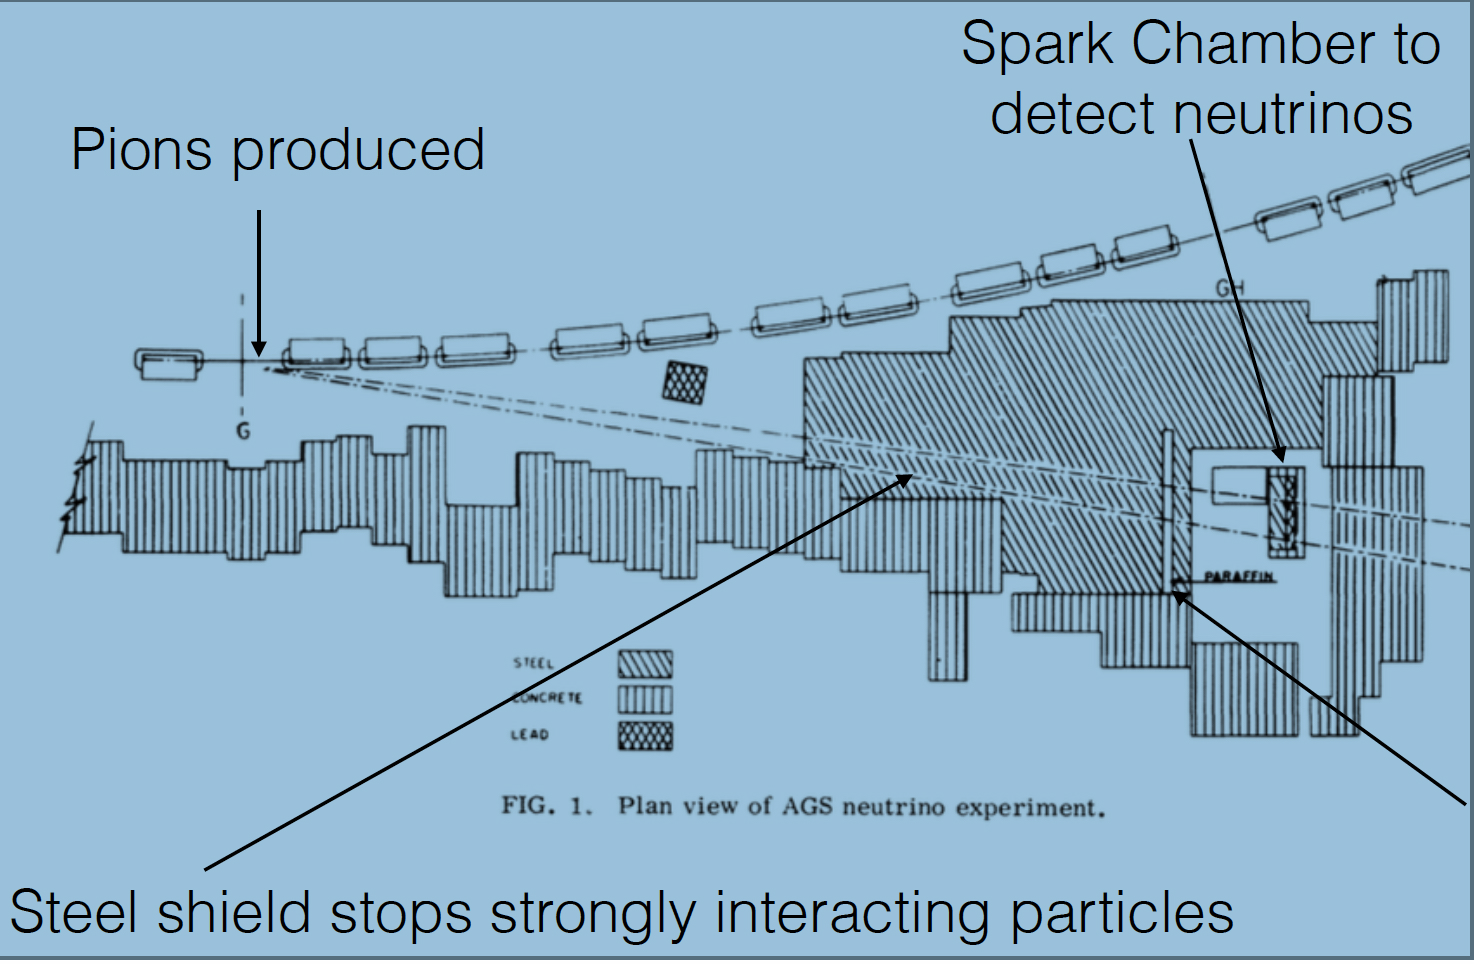 Spark Chamber to
detect neutrinos
Pions produced
GH
G
PARAFFIN
STEEL
CONCRETE
LEAD
FIG. 1. Plan view of AGS neutrino experiment.
Steel shield stops strongly interacting particles